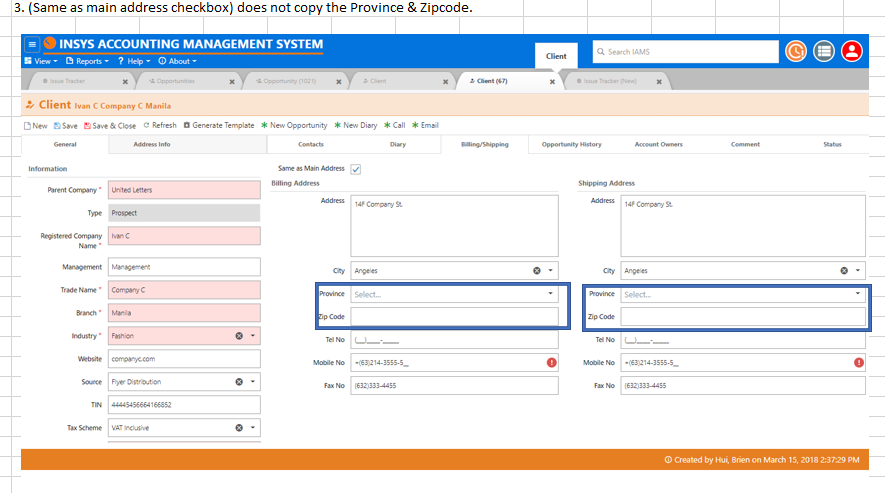 3. (Same as main address checkbox) does not copy the Province & Zipcode.
INSYS ACCOUNTING MANAGEMENT SYSTEM
View Reports ? Help About
Client
Search IAMS
Issue Tracker
Opportunities
Opportunity (1021)
Client
Client (67)
Issue Tracker (New)
Client Ivan C Company C Manila
New Save Save & Close Refresh Generate Template New Opportunity New Diary Call Email
General Address Info Contacts Diary Billing/Shipping Opportunity History Account Owners Comment Status
Information
Parent Company * United Letters
Type Prospect
Registered Company Name * Ivan C
Management Management
Trade Name * Company C
Branch * Manila
Industry * Fashion
Website companyc.com
Source Flyer Distribution
TIN 44445456664166852
Tax Scheme VAT Inclusive
Same as Main Address
Billing Address
Address 14F Company St.
City Angeles
Province Select...
Zip Code
Tel No (__)____-_____
Mobile No +(63)214-3555-5__
Fax No (632)333-4455
Shipping Address
Address 14F Company St.
City Angeles
Province Select...
Zip Code
Tel No (__)____-_____
Mobile No +(63)214-3555-5__
Fax No (632)333-4455
Created by Hui, Brien on March 15, 2018 2:37:29 PM